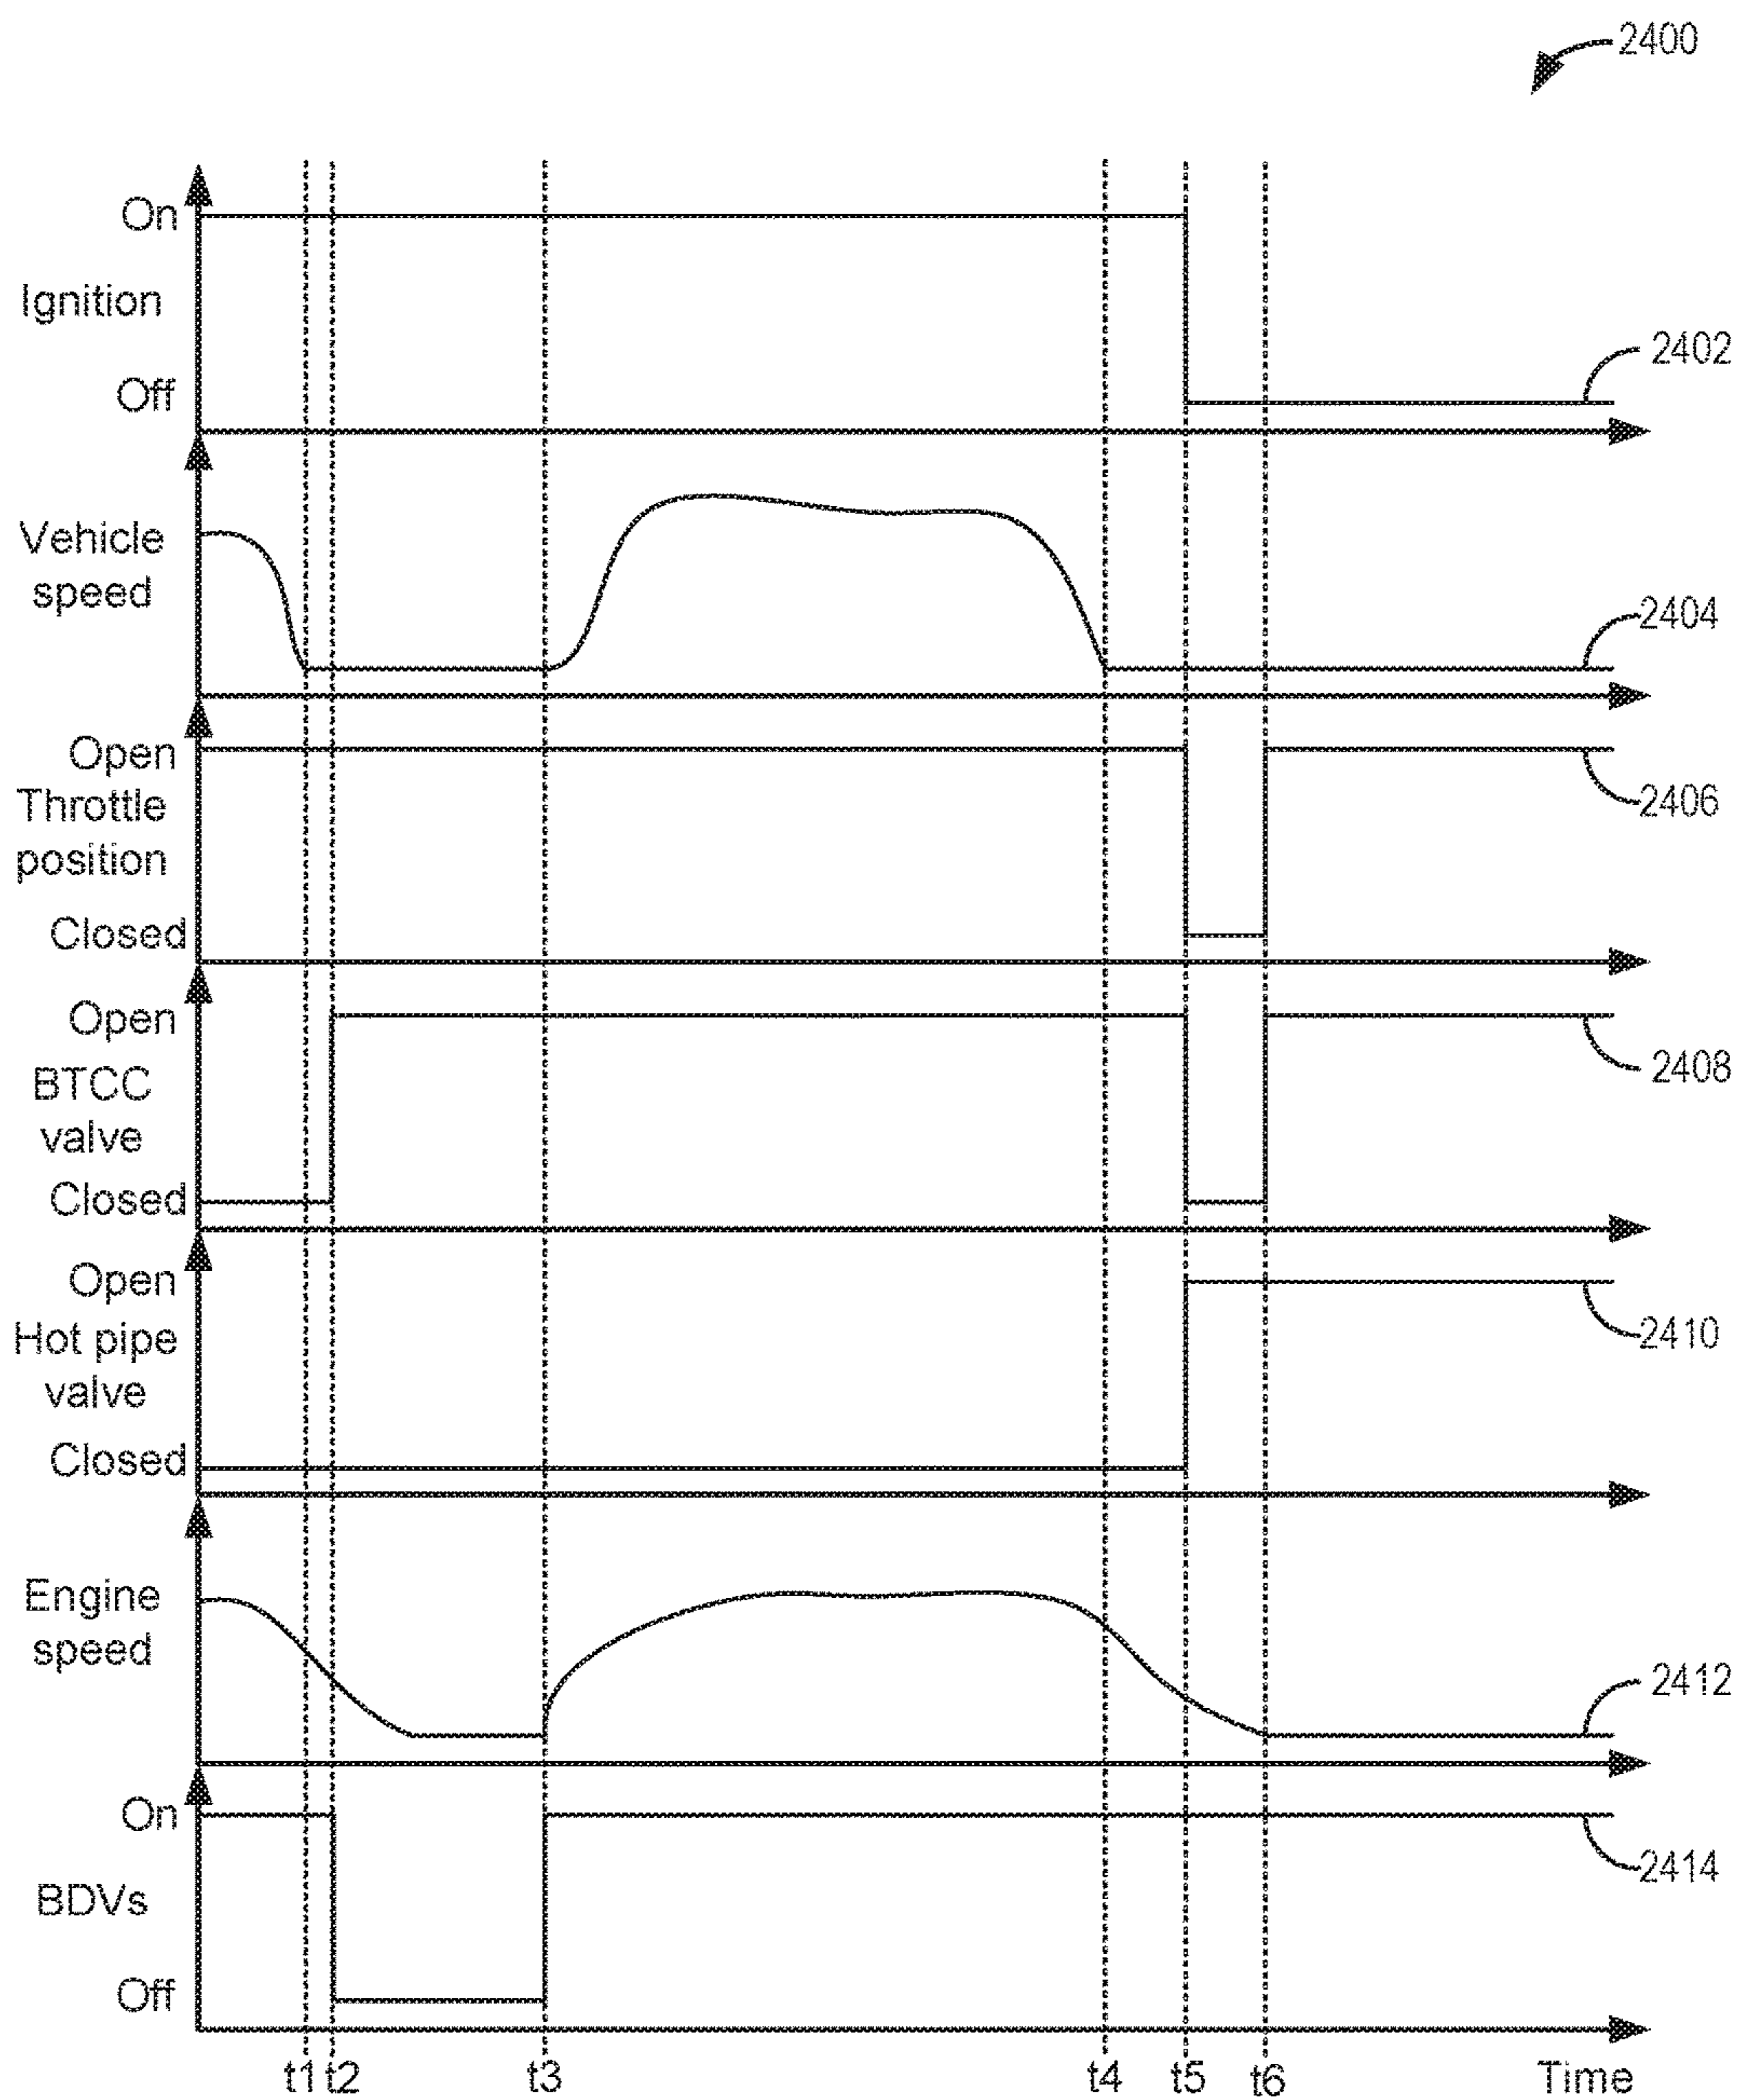 2400
On
Ignition
Off
2402
Vehicle
speed
2404
Open
Throttle
position
Closed
2406
Open
BTCC
valve
Closed
2408
Open
Hot pipe
valve
Closed
2410
Engine
speed
2412
On
BDVs
Off
2414
t1 t2 t3 t4 t5 t6 Time